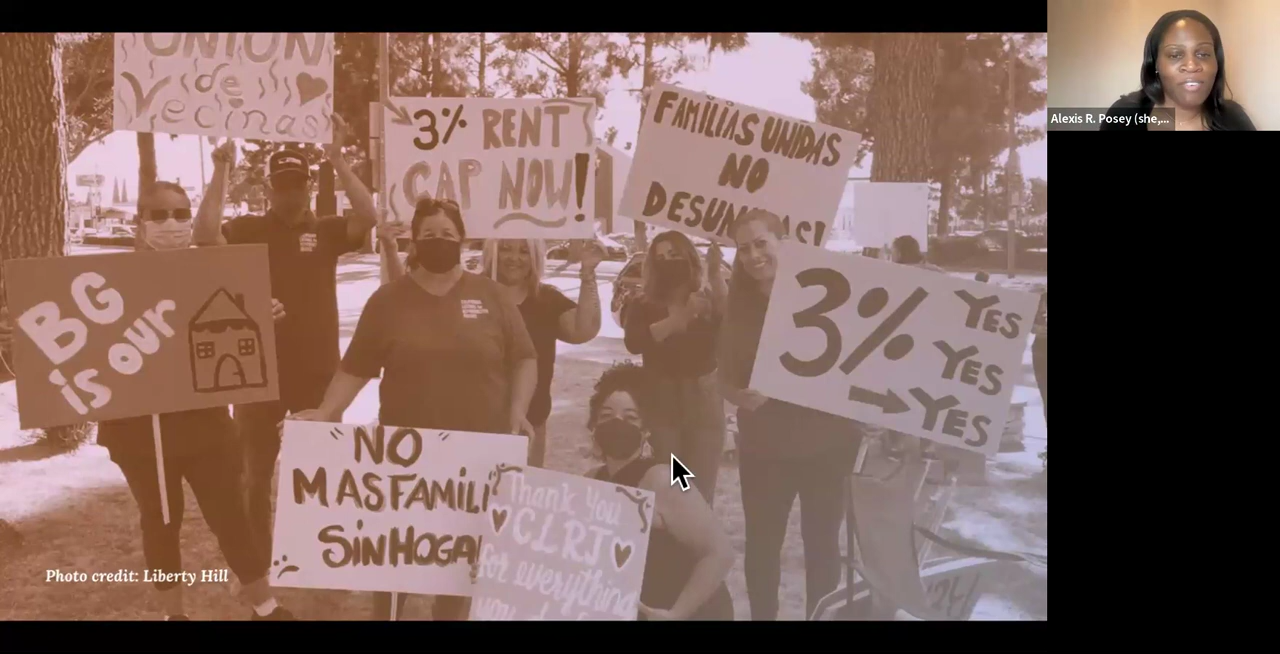 UNION
de
Vecinas
3% RENT
CAP NOW!
FAMILIAS UNIDAS
NO
BG
is our
3%
YES
YES
YES
"NO"
MAS FAMILI
SIN HOGA
Thank You
CLRJ
for everything
you
Photo credit: Liberty Hill
Alexis R. Posey (she,...